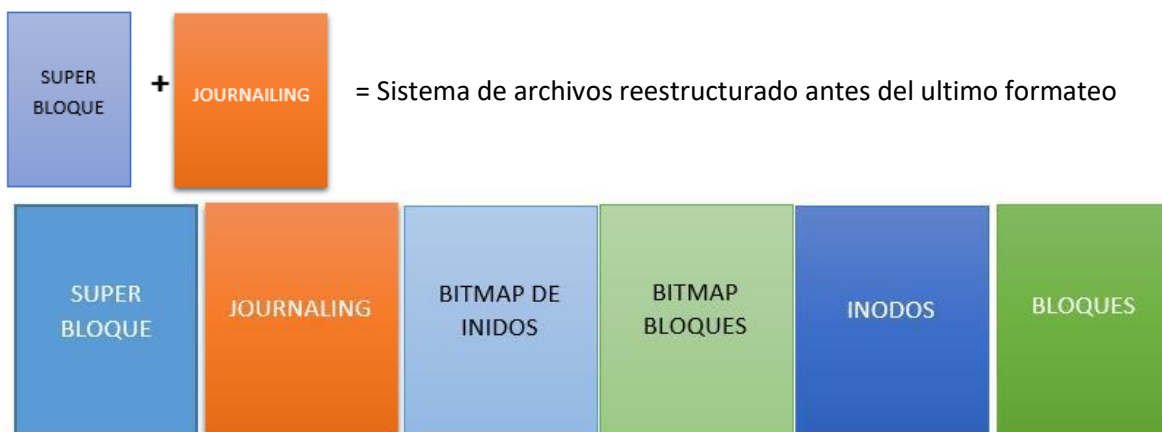 SUPER
BLOQUE
+
JOURNAILING
= Sistema de archivos reestructurado antes del ultimo formateo
SUPER
BLOQUE
JOURNALING
BITMAP DE
INIDOS
BITMAP
BLOQUES
INODOS
BLOQUES